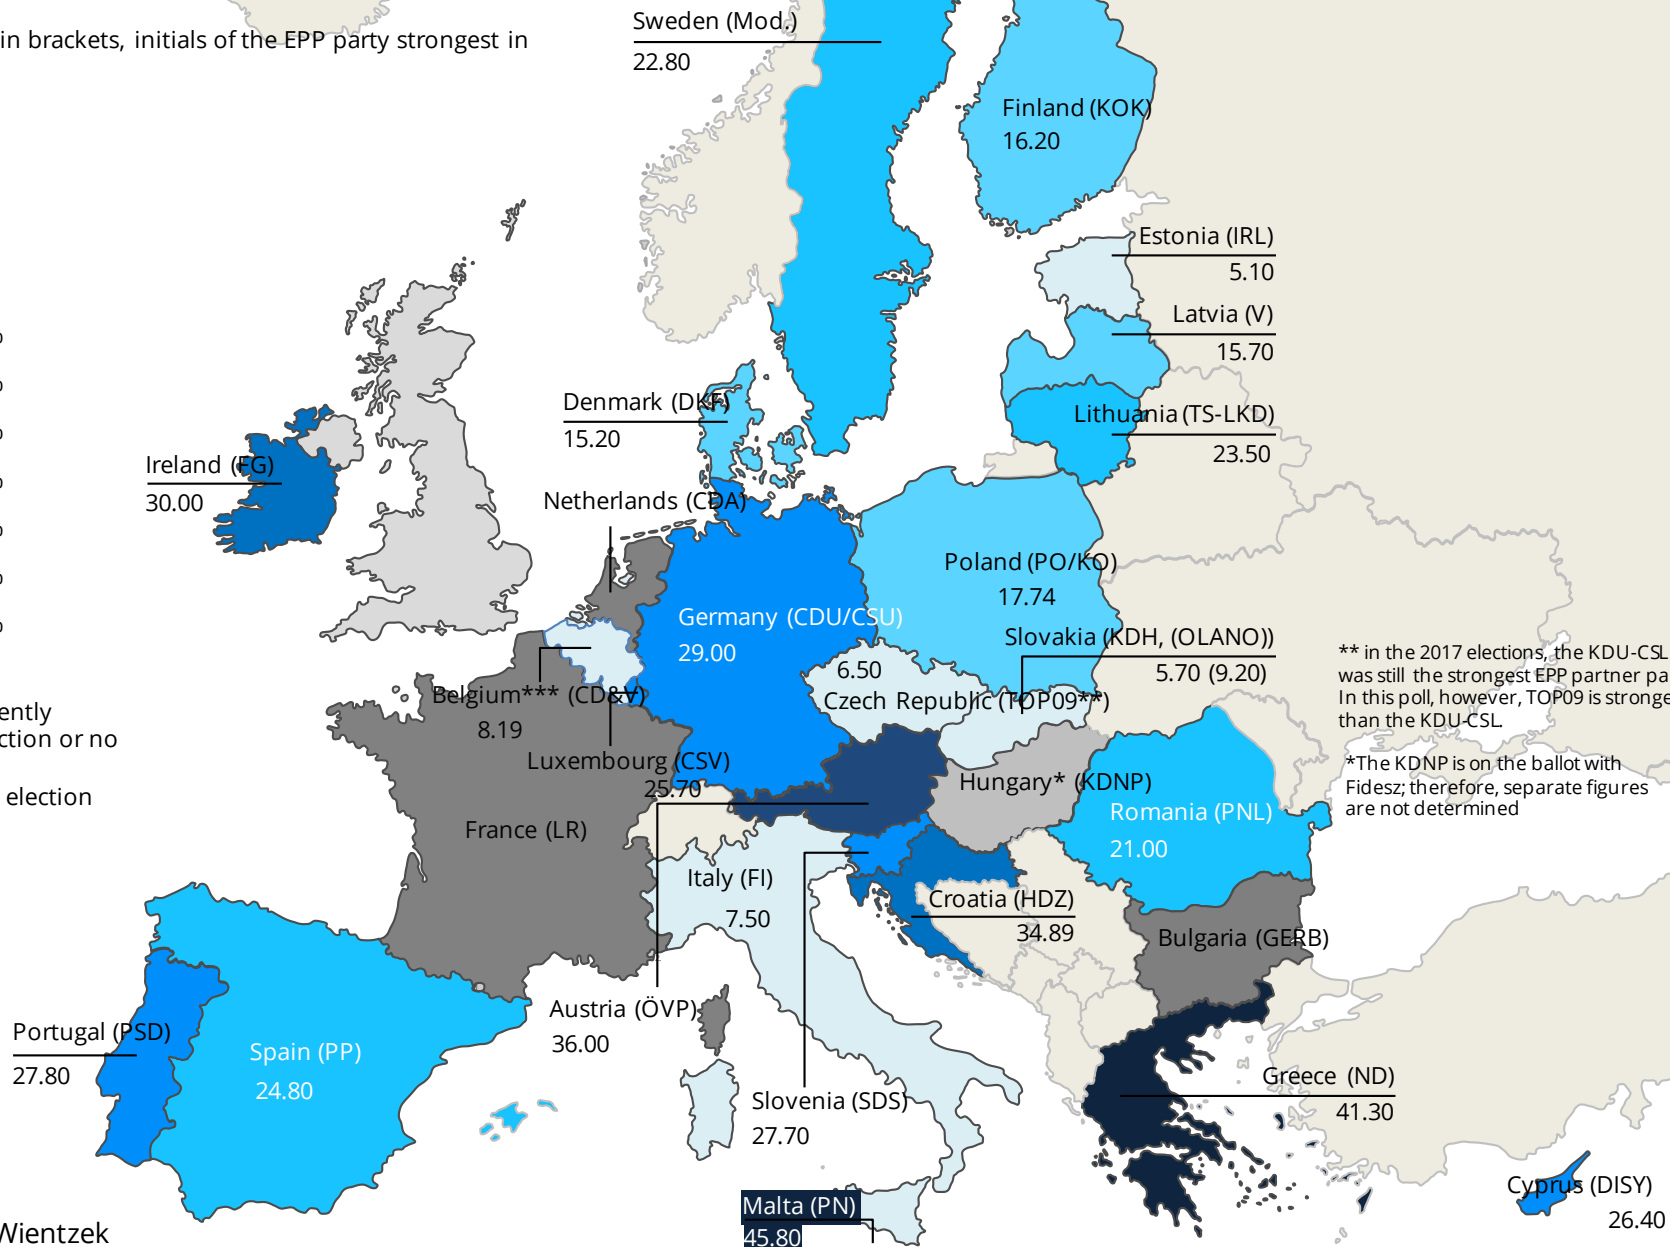 in brackets, initials of the EPP party strongest in
Sweden (Mod.)
22.80
Finland (KOK)
16.20
Estonia (IRL)
5.10
Latvia (V)
15.70
Denmark (DKF)
15.20
Lithuania (TS-LKD)
23.50
Ireland (FG)
30.00
Netherlands (CDA)
Poland (PO/KO)
17.74
Germany (CDU/CSU)
29.00
Slovakia (KDH, (OLANO))
5.70 (9.20)
6.50
Czech Republic (TOP09**)
** in the 2017 elections, the KDU-CSL
was still the strongest EPP partner pa
In this poll, however, TOP09 is stronge
than the KDU-CSL.
Belgium*** (CD&V)
8.19
ently
ction or no
Luxembourg (CSV)
25.70
*The KDNP is on the ballot with
Fidesz; therefore, separate figures
are not determined
Hungary* (KDNP)
election
Romania (PNL)
21.00
France (LR)
Italy (FI)
7.50
Croatia (HDZ)
34.89
Bulgaria (GERB)
Austria (ÖVP)
36.00
Portugal (PSD)
27.80
Spain (PP)
24.80
Greece (ND)
41.30
Slovenia (SDS)
27.70
Cyprus (DISY)
26.40
Malta (PN)
45.80
Wientzek